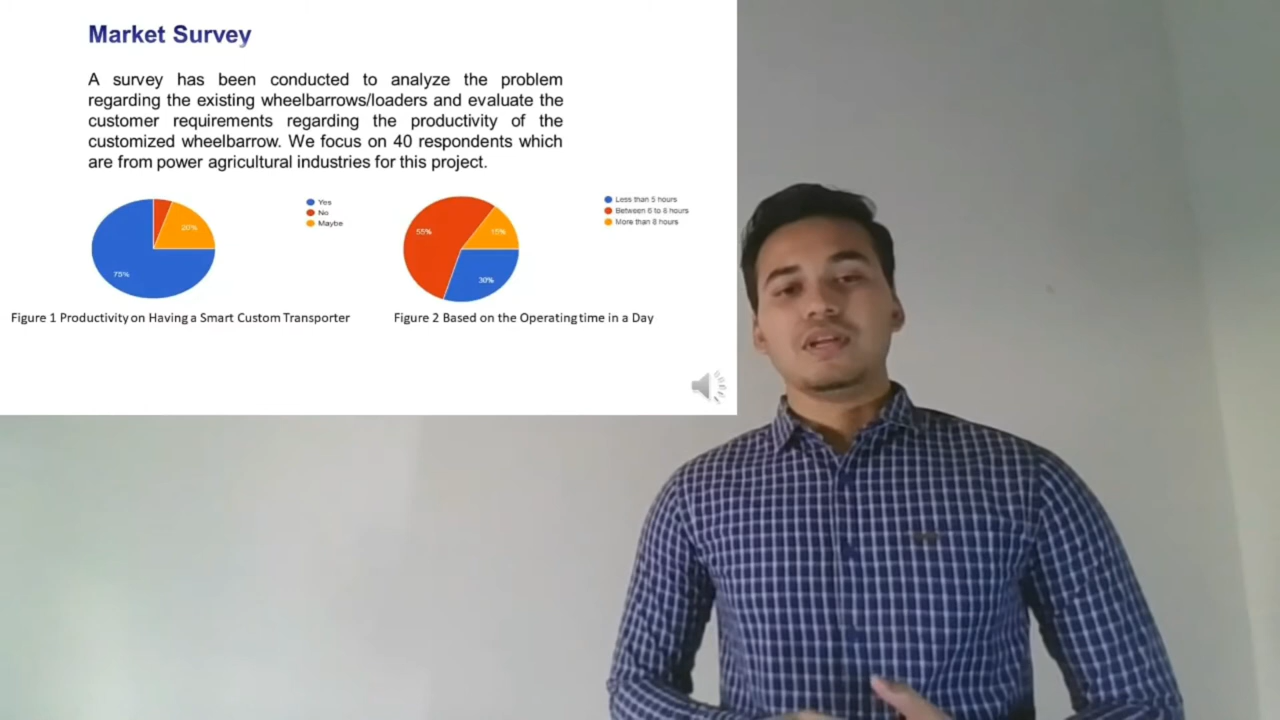 Market Survey
A survey has been conducted to analyze the problem
regarding the existing wheelbarrows/loaders and evaluate the
customer requirements regarding the productivity of the
customized wheelbarrow. We focus on 40 respondents which
are from power agricultural industries for this project.
Yes
No
Maybe
20%
75%
Figure 1 Productivity on Having a Smart Custom Transporter
Less than 5 hours
Between 6 to 8 hours
More than 8 hours
55%
15%
30%
Figure 2 Based on the Operating time in a Day